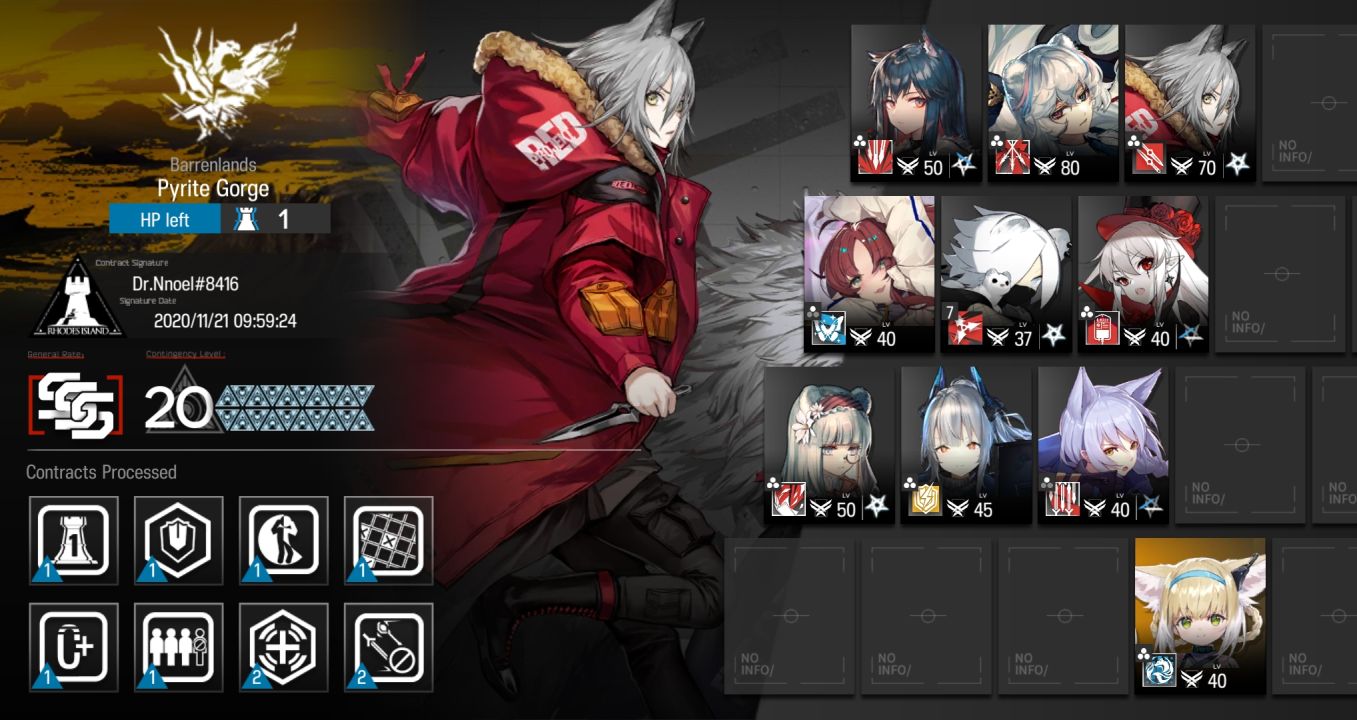 Barrenlands
Pyrite Gorge
HP left 1
Contract Signature
Dr.Nnoel#8416
Signature Date
2020/11/21 09:59:24
RHODES ISLAND
General Rate:
Contingency Level:
SSS
20
Contracts Processed
1
1
1
1
1
1
2
2
RED
LV
50
LV
80
LV
70
NO
INFO/
LV
40
7
LV
37
LV
40
NO
INFO/
LV
50
LV
45
LV
40
NO
INFO/
NO
INFO
NO
INFO/
NO
INFO/
NO
INFO/
LV
40
NO
INFO/